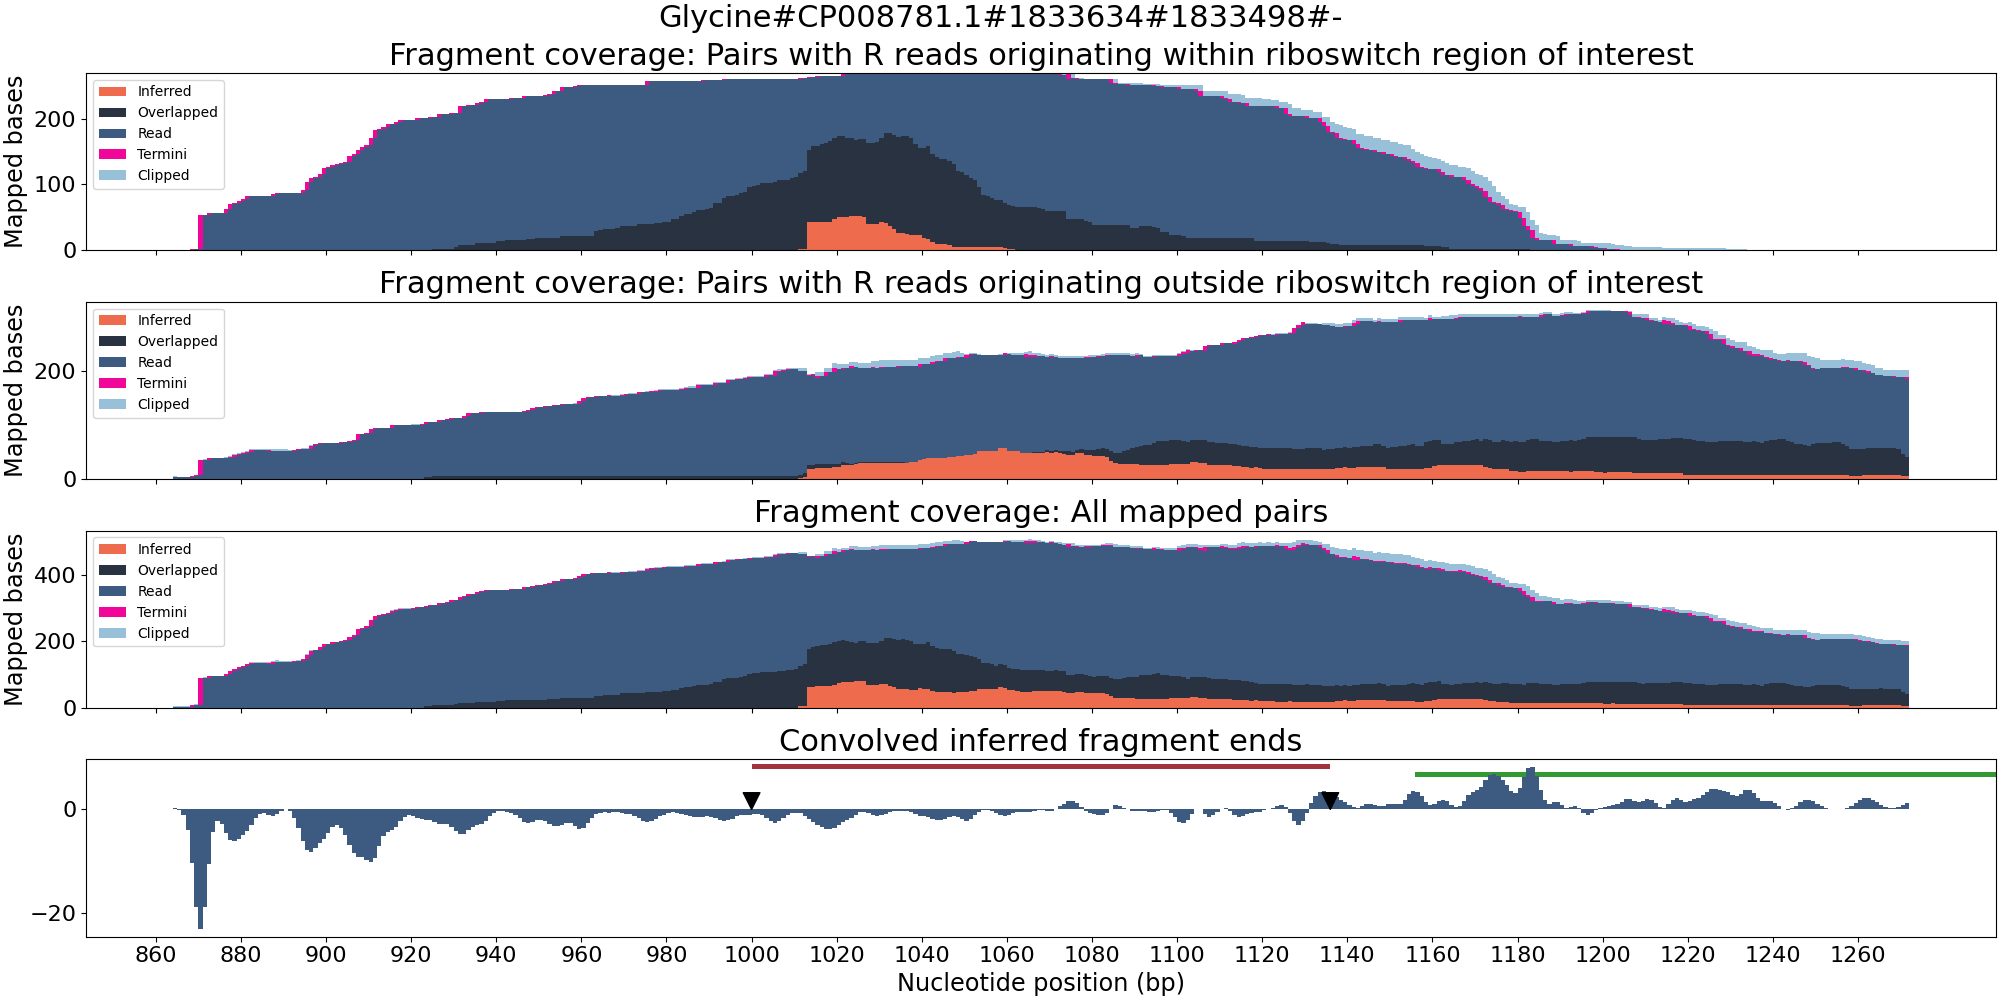 Glycine#CP008781.1#1833634#1833498#-
Fragment coverage: Pairs with R reads originating within riboswitch region of interest
Mapped bases
200
100
0
Inferred
Overlapped
Read
Termini
Clipped
Fragment coverage: Pairs with R reads originating outside riboswitch region of interest
Mapped bases
200
0
Inferred
Overlapped
Read
Termini
Clipped
Fragment coverage: All mapped pairs
Mapped bases
400
200
0
Inferred
Overlapped
Read
Termini
Clipped
Convolved inferred fragment ends
0
−20
860 880 900 920 940 960 980 1000 1020 1040 1060 1080 1100 1120 1140 1160 1180 1200 1220 1240 1260
Nucleotide position (bp)